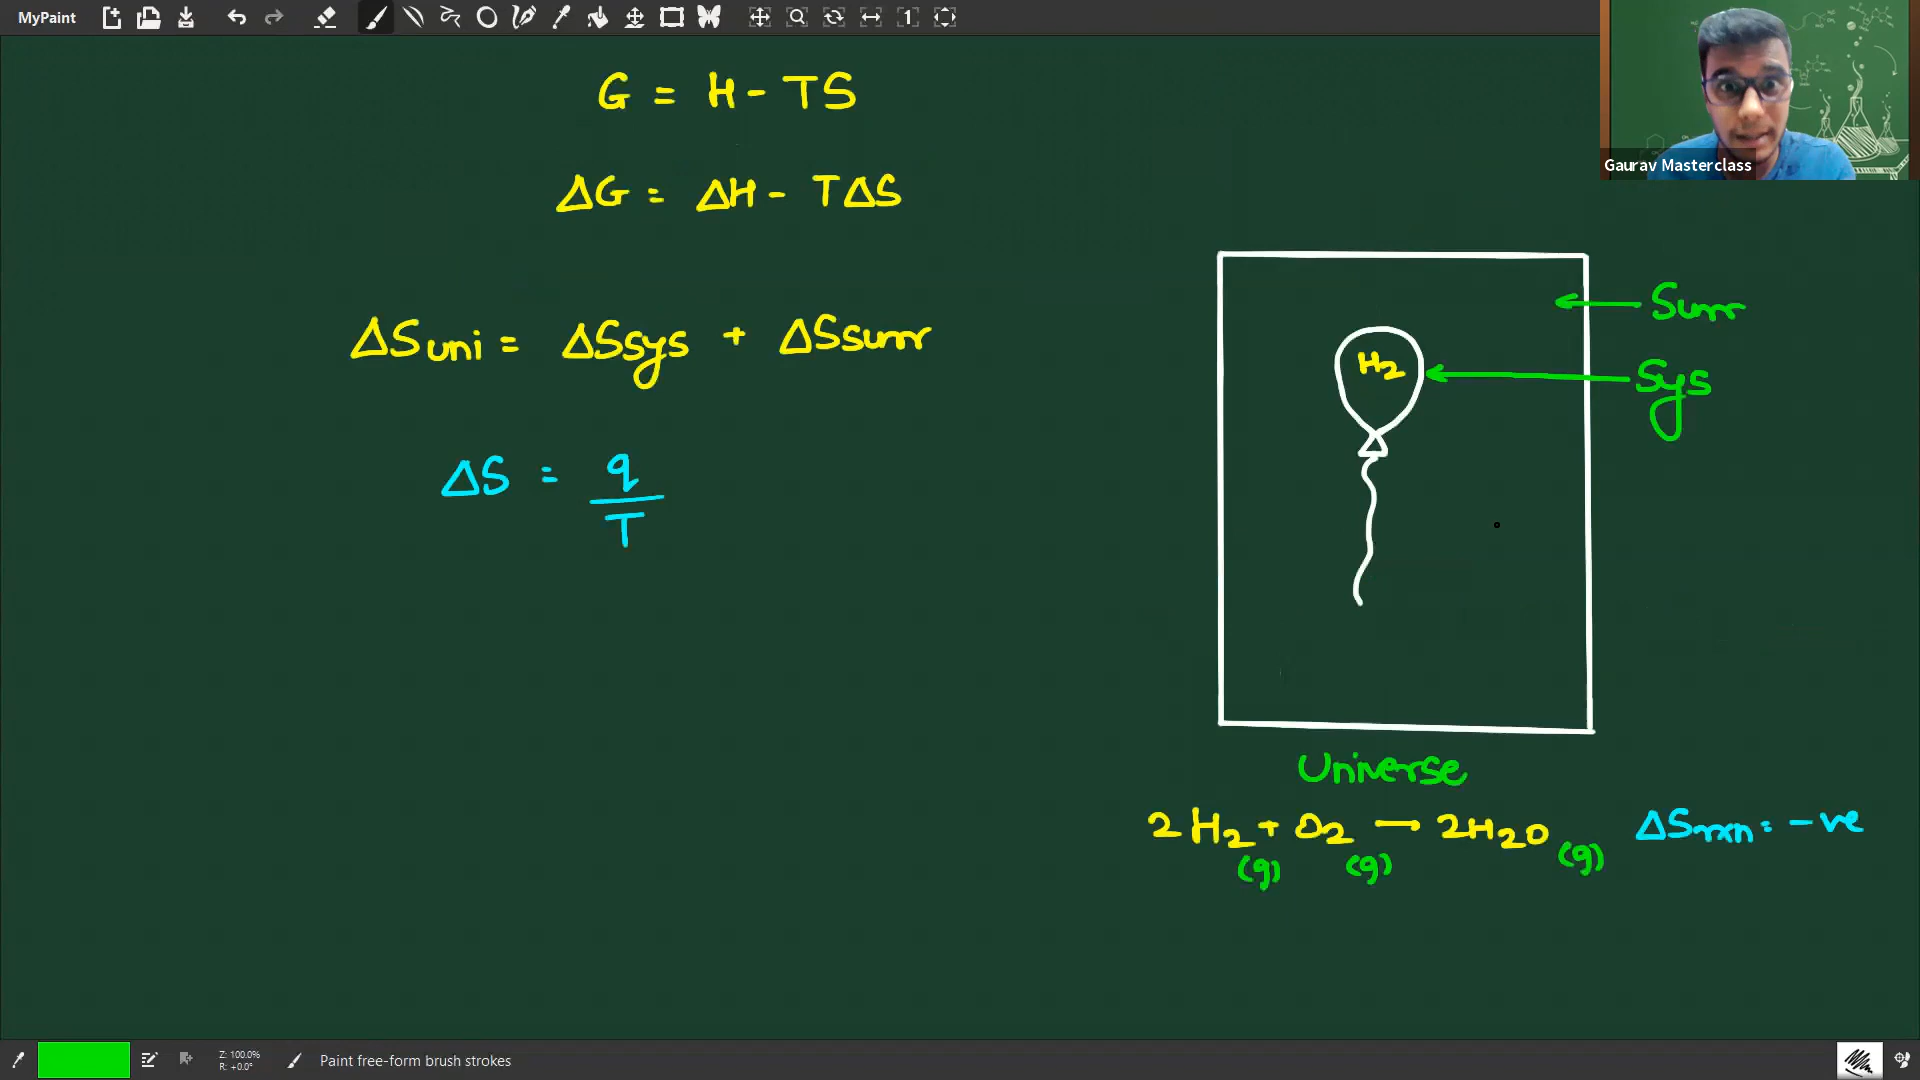 MyPaint
Gaurav Masterclass
G = H - TS
ΔG = ΔH - TΔS
ΔSuni = ΔSsys + ΔSsurr
ΔS = q/T
Surr
Sys
H2
Universe
2H2 + O2 — 2H2O ΔSrxn = -ve
(g) (g) (g)
Z: 100.0%
R: +0.0°
Paint free-form brush strokes